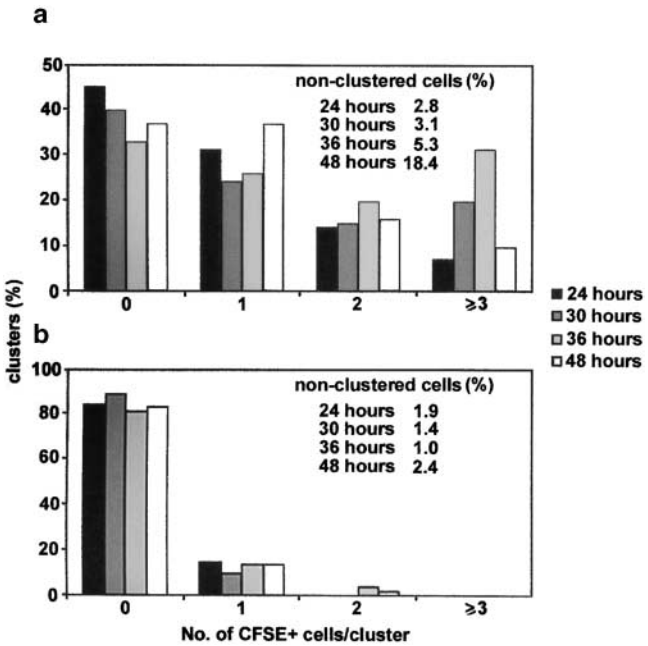 a
50
40
30
20
10
0
non-clustered cells (%)
24 hours 2.8
30 hours 3.1
36 hours 5.3
48 hours 18.4
0 1 2 ≥3
clusters (%)
24 hours
30 hours
36 hours
48 hours
b
100
80
60
40
20
0
non-clustered cells (%)
24 hours 1.9
30 hours 1.4
36 hours 1.0
48 hours 2.4
0 1 2 ≥3
No. of CFSE+ cells/cluster